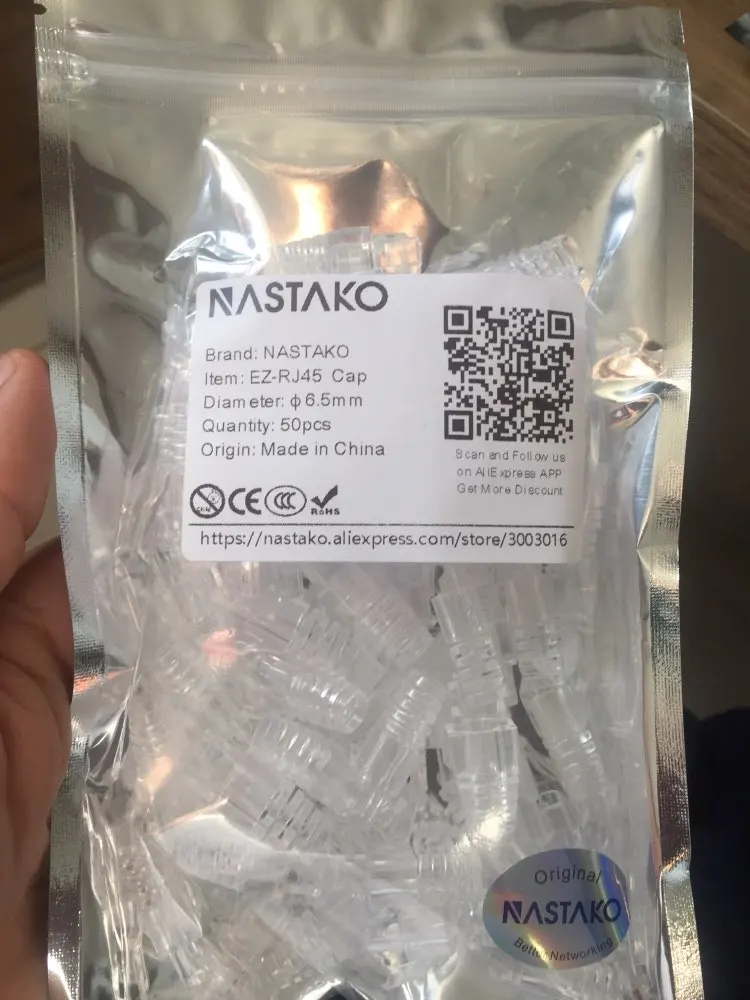 NASTAKO
Brand: NASTAKO
Item: EZ-RJ45 Cap
Diameter: ϕ6.5mm
Quantity: 50pcs
Origin: Made in China
Scan and Follow us
on AliExpress APP
Get More Discount
CE
RoHS
https://nastako.aliexpress.com/store/3003016
Original
NASTAKO
Better Networking